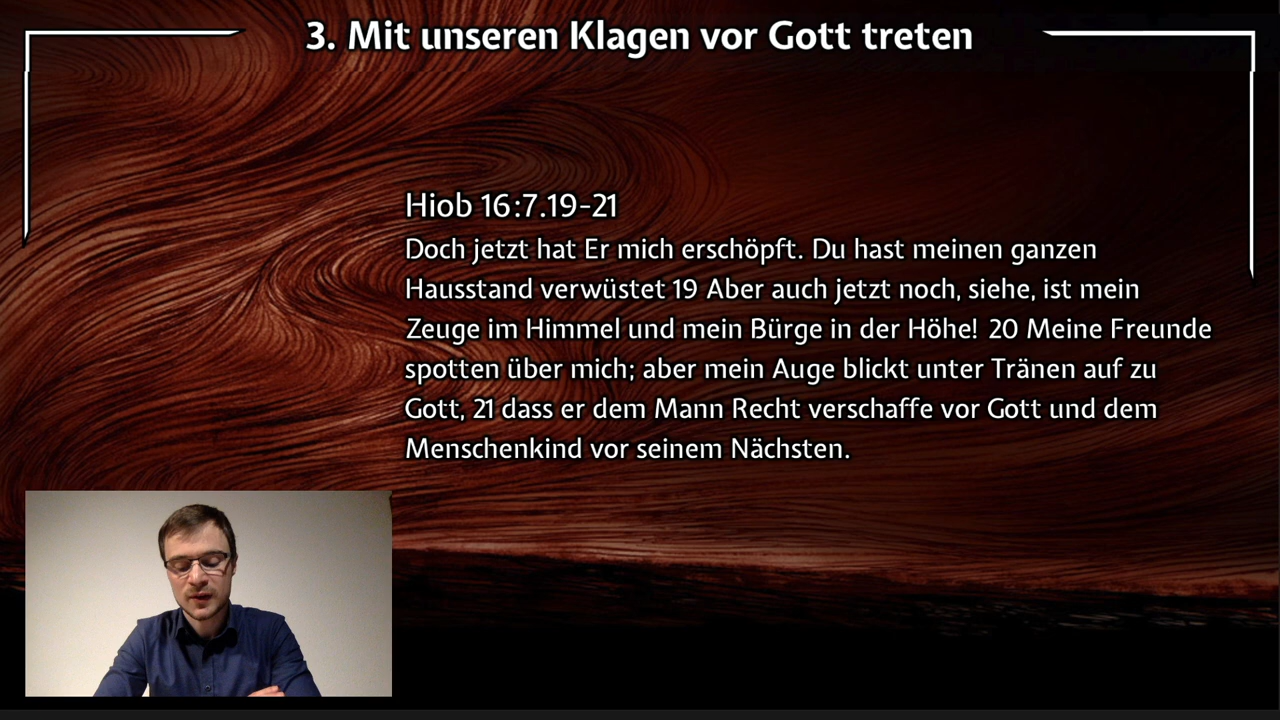 3. Mit unseren Klagen vor Gott treten
Hiob 16:7.19-21
Doch jetzt hat Er mich erschöpft. Du hast meinen ganzen
Hausstand verwüstet 19 Aber auch jetzt noch, siehe, ist mein
Zeuge im Himmel und mein Bürge in der Höhe! 20 Meine Freunde
spotten über mich; aber mein Auge blickt unter Tränen auf zu
Gott, 21 dass er dem Mann Recht verschaffe vor Gott und dem
Menschenkind vor seinem Nächsten.